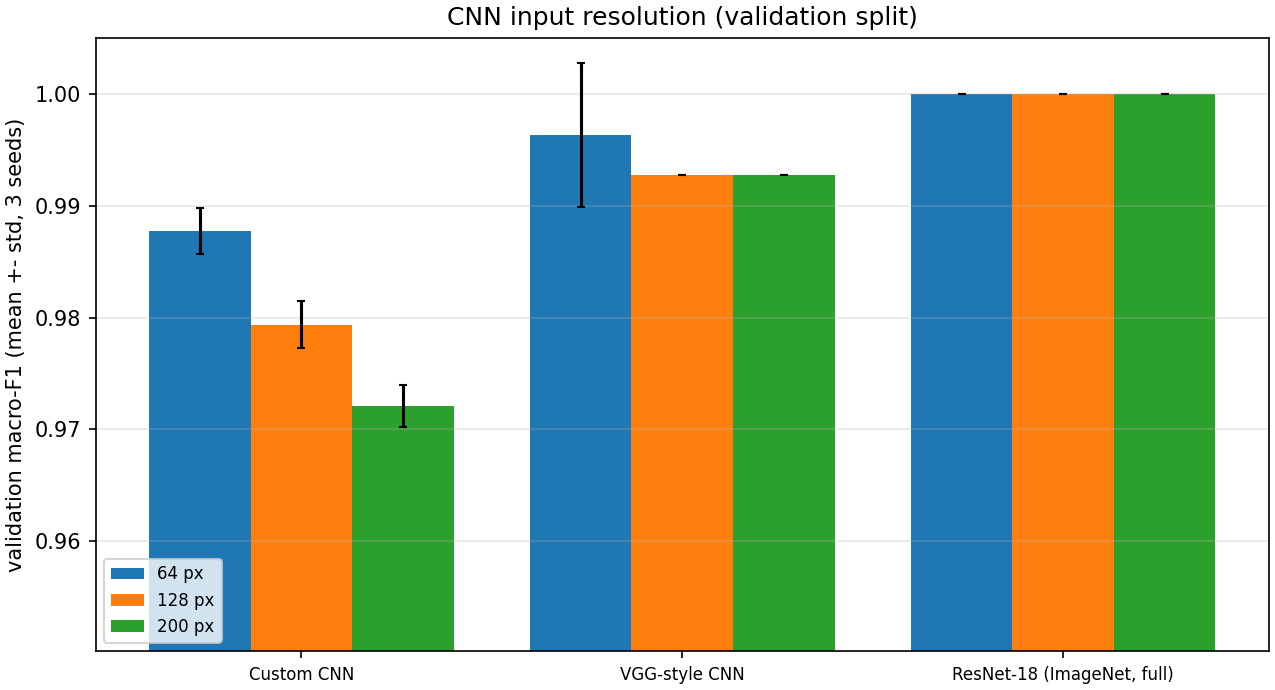 CNN input resolution (validation split)
validation macro-F1 (mean +- std, 3 seeds)
1.00
0.99
0.98
0.97
0.96
64 px
128 px
200 px
Custom CNN
VGG-style CNN
ResNet-18 (ImageNet, full)